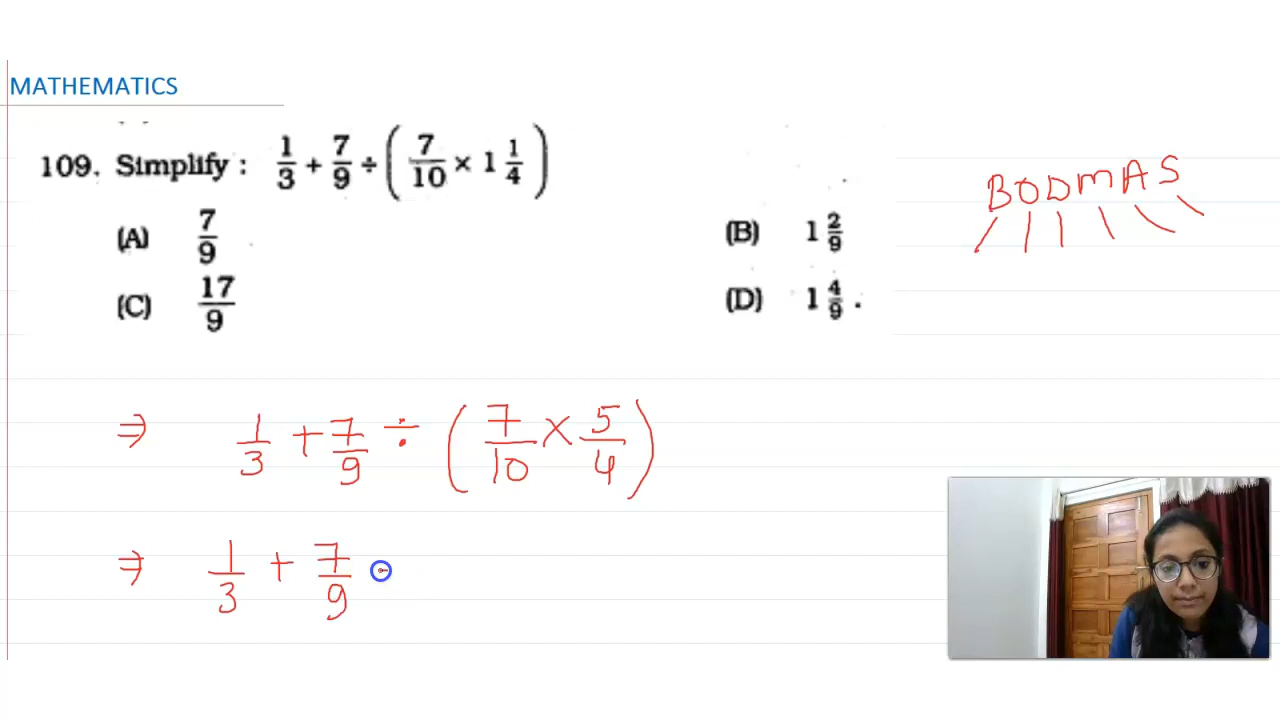 MATHEMATICS
109. Simplify : 1/3 + 7/9 ÷ ( 7/10 × 1 1/4 )
BODMAS
(A) 7/9
(B) 1 2/9
(C) 17/9
(D) 1 4/9 .
⇒ 1/3 + 7/9 ÷ ( 7/10 × 5/4 )
⇒ 1/3 + 7/9